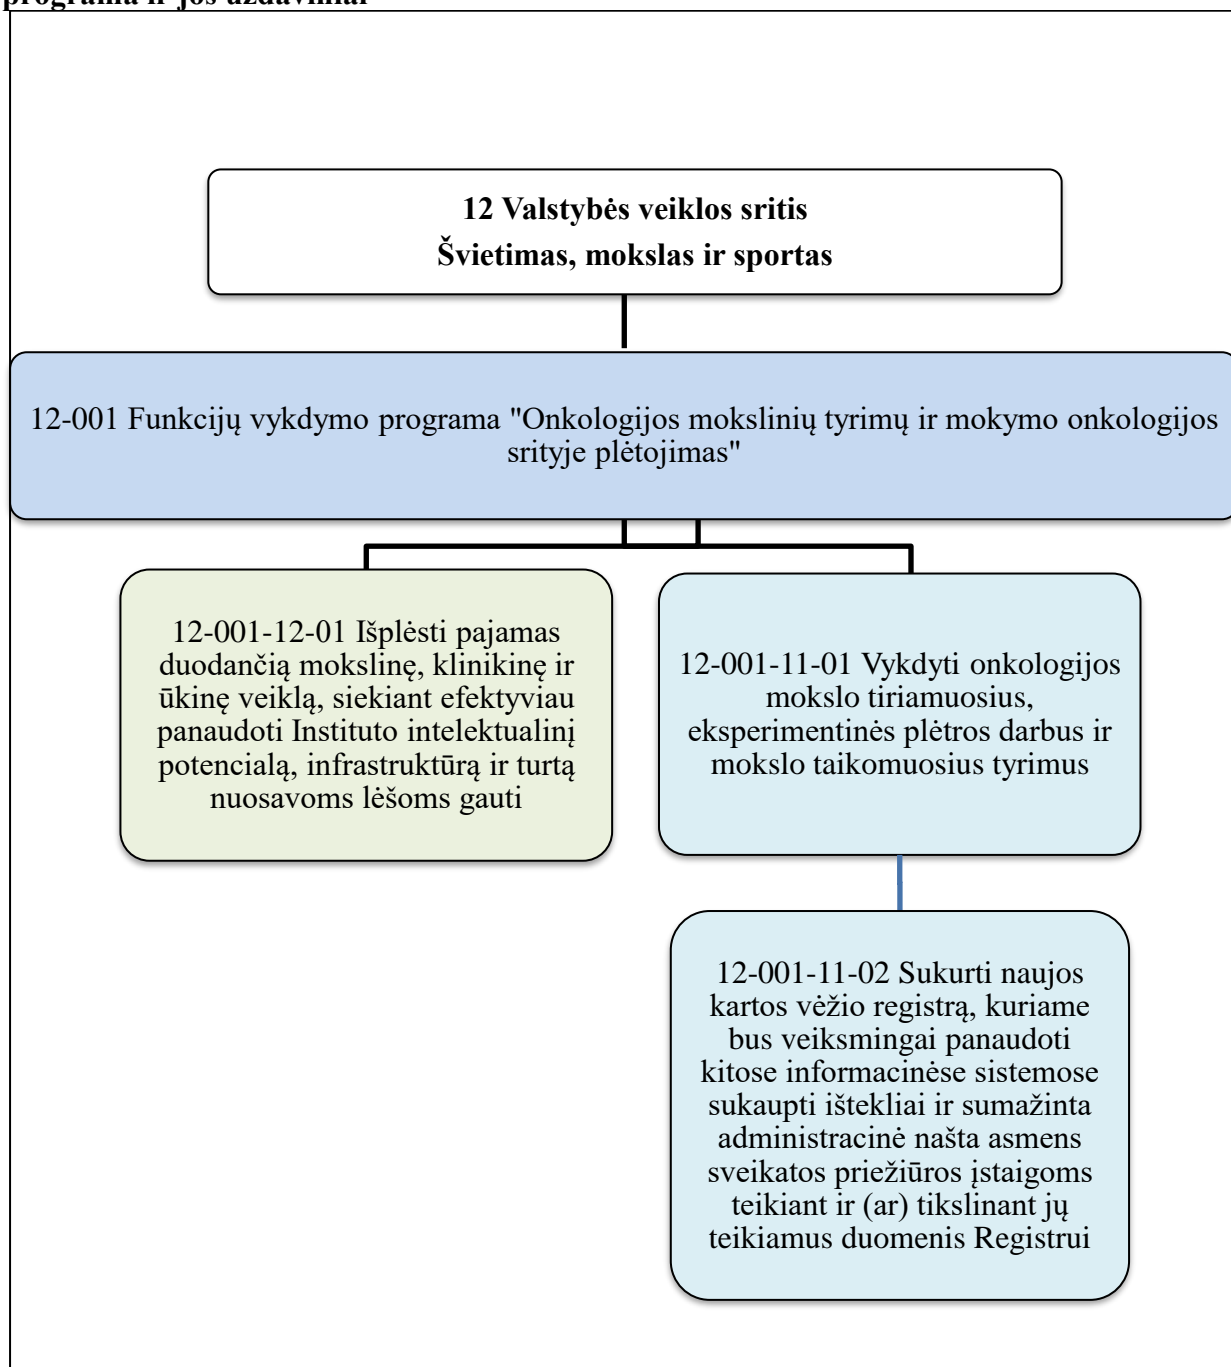 programa ir jos uždaviniai
12 Valstybės veiklos sritis
Švietimas, mokslas ir sportas
12-001 Funkcijų vykdymo programa "Onkologijos mokslinių tyrimų ir mokymo onkologijos
srityje plėtojimas"
12-001-12-01 Išplėsti pajamas
duodančią mokslinę, klinikinę ir
ūkinę veiklą, siekiant efektyviau
panaudoti Instituto intelektualinį
potencialą, infrastruktūrą ir turtą
nuosavoms lėšoms gauti
12-001-11-01 Vykdyti onkologijos
mokslo tiriamuosius,
eksperimentinės plėtros darbus ir
mokslo taikomuosius tyrimus
12-001-11-02 Sukurti naujos
kartos vėžio registrą, kuriame
bus veiksmingai panaudoti
kitose informacinėse sistemose
sukaupti ištekliai ir sumažinta
administracinė našta asmens
sveikatos priežiūros įstaigoms
teikiant ir (ar) tikslinant jų
teikiamus duomenis Registrui